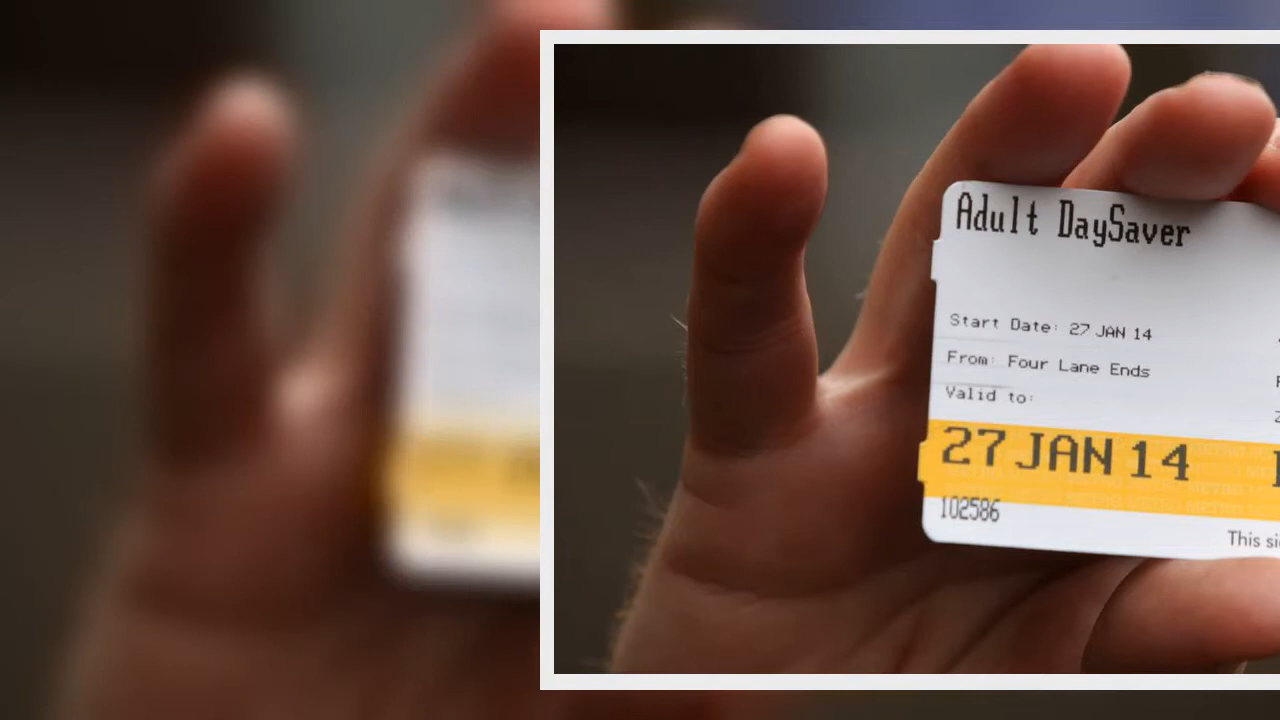 Adult DaySaver
Start Date: 27 JAN 14
From: Four Lane Ends
Valid to:
27 JAN 14
102586
This